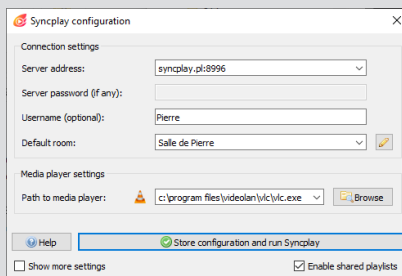 Syncplay configuration
Connection settings
Server address: syncplay.pl:8996
Server password (if any):
Username (optional): Pierre
Default room: Salle de Pierre
Media player settings
Path to media player: c:\program files\videolan\vlc\vlc.exe Browse
Help Store configuration and run Syncplay
Show more settings Enable shared playlists